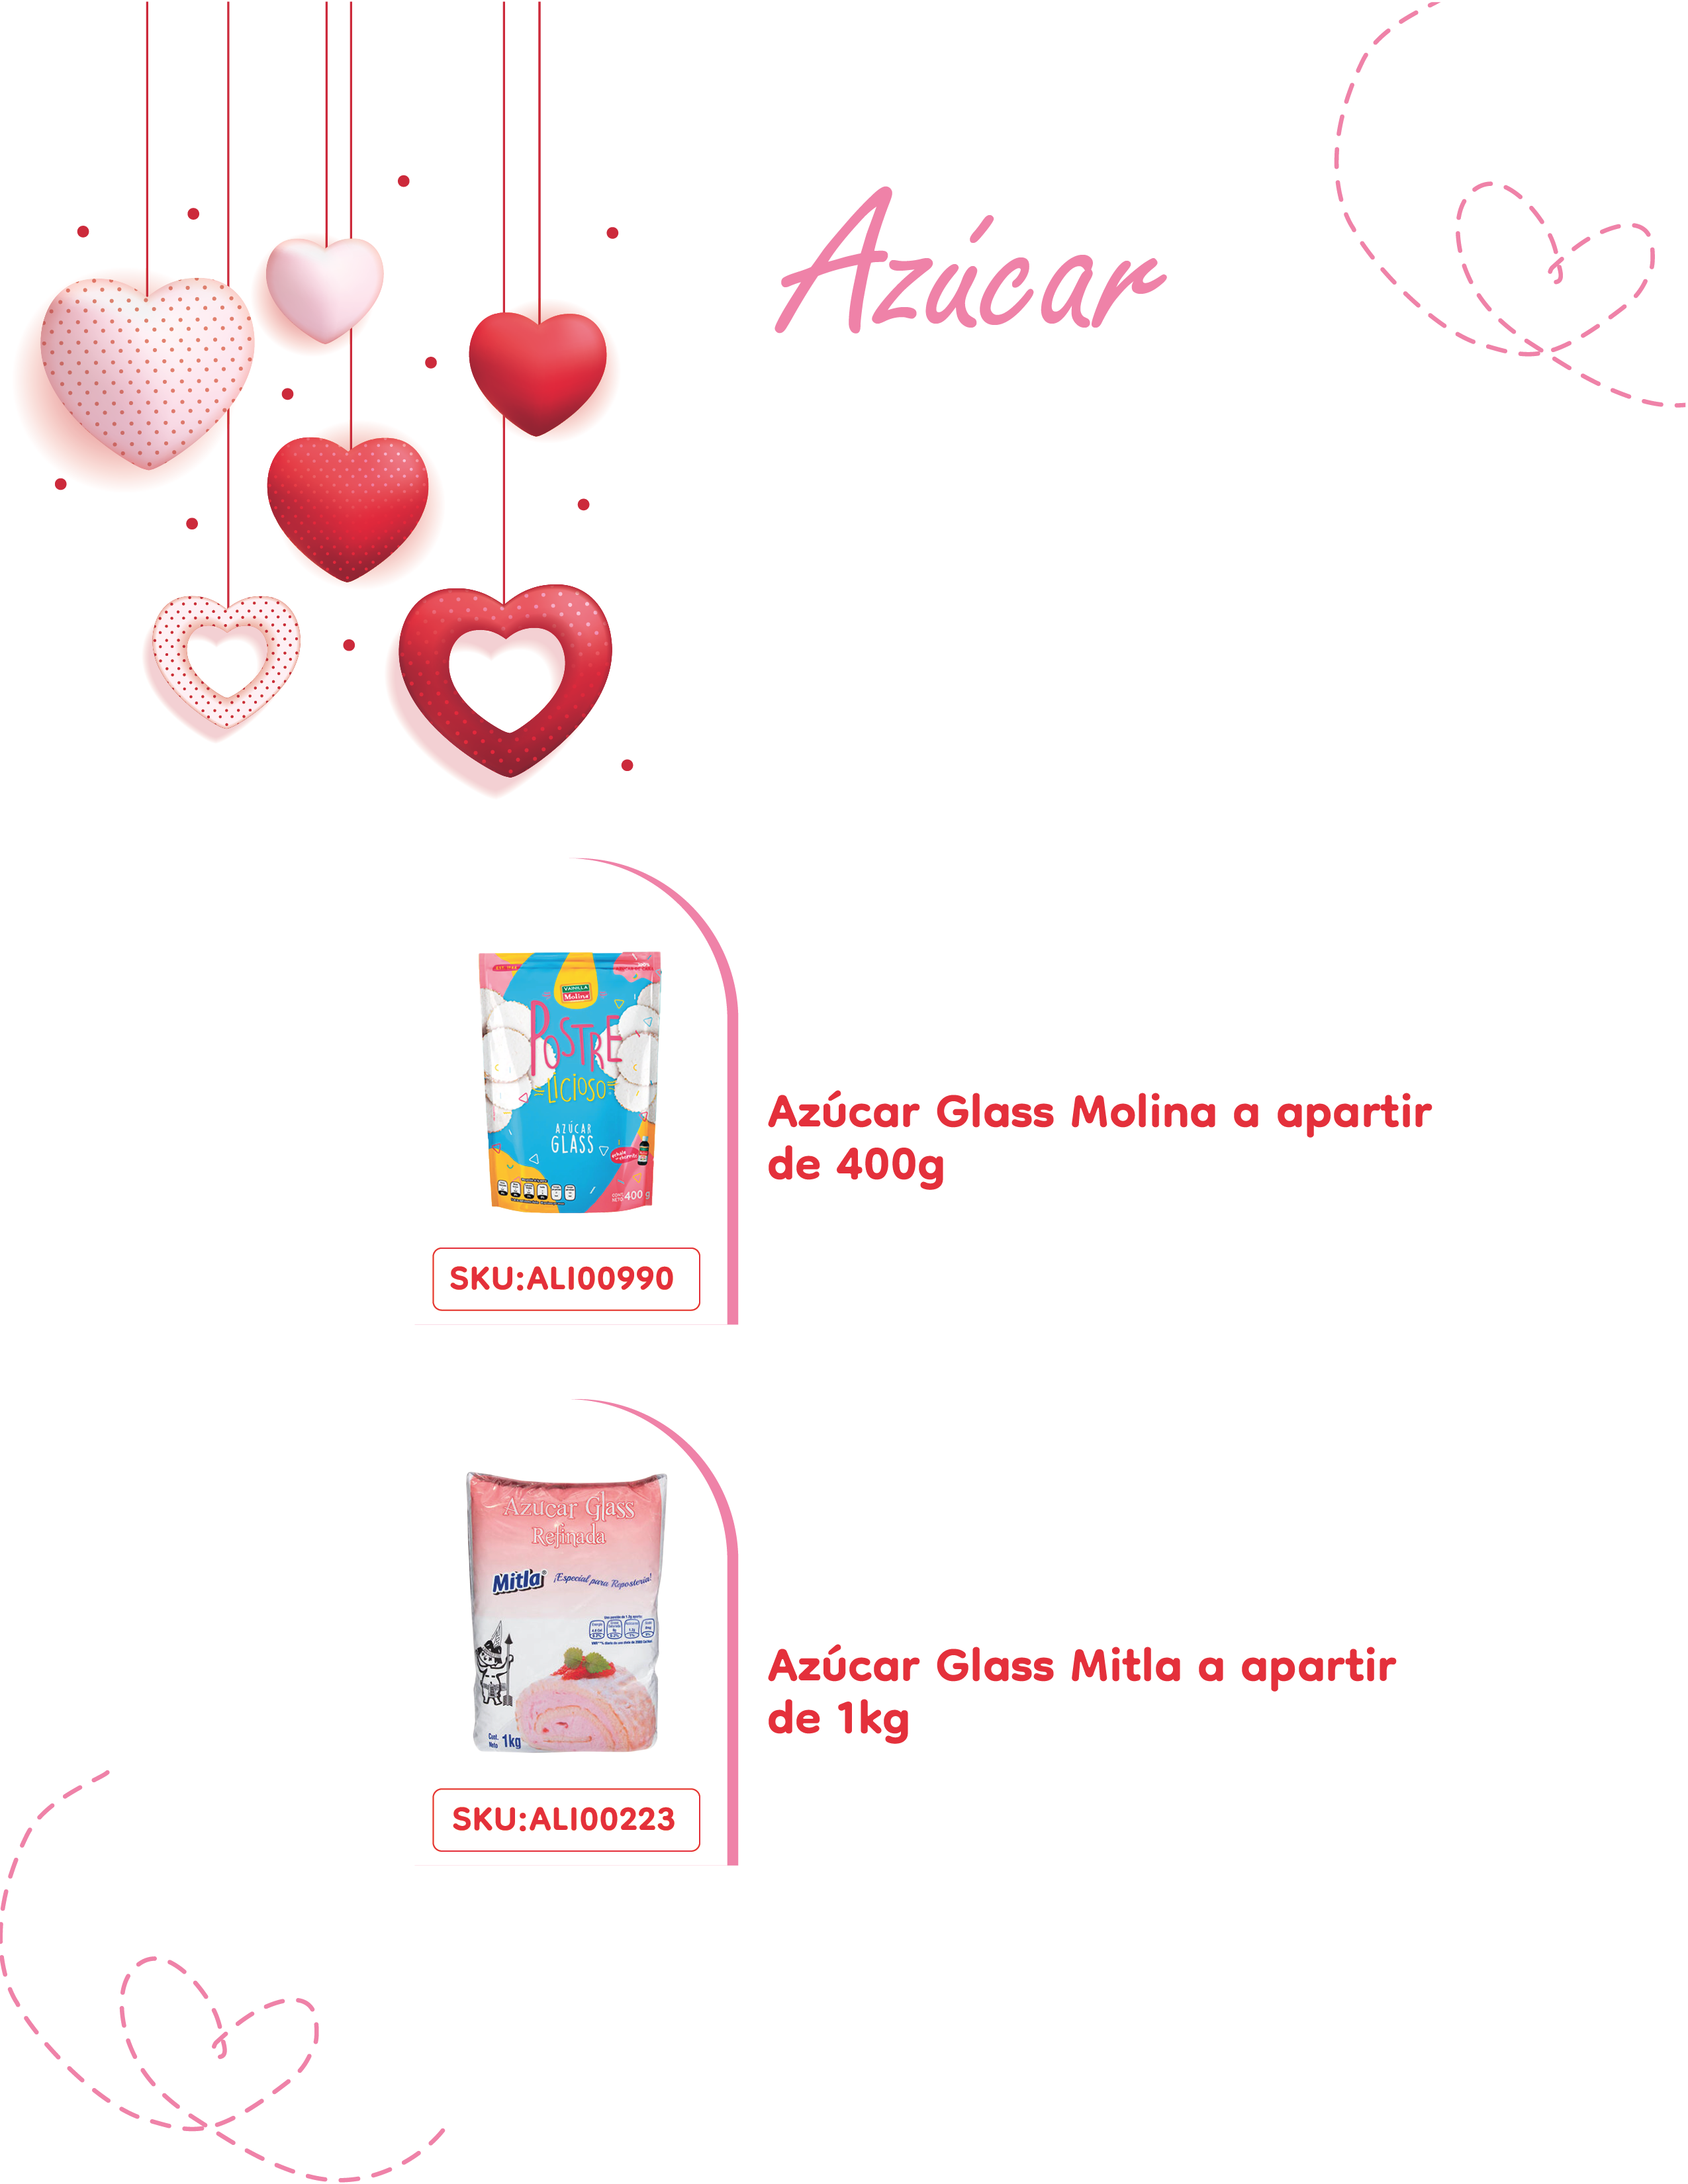 Azúcar
VAINILLA
Molina
POSTRE
LICIOSO
AZÚCAR
GLASS
400 g
Azúcar Glass Molina a apartir
de 400g
SKU:ALI00990
Azucar Glass
Refinada
Mitla
¡Especial para Repostería!
Cont.
Neto 1kg
Azúcar Glass Mitla a apartir
de 1kg
SKU:ALI00223